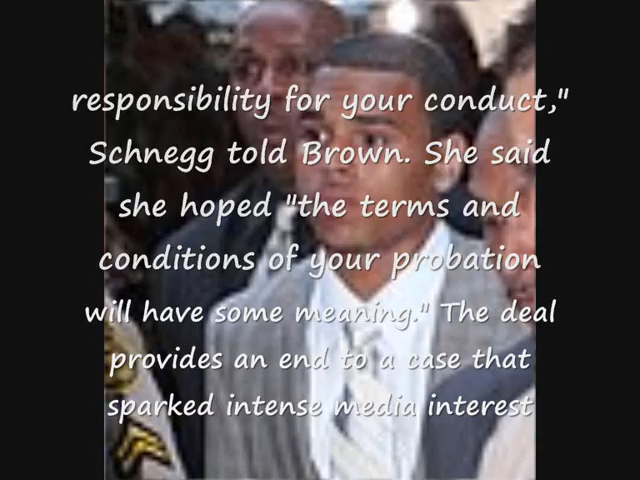 responsibility for your conduct,"
Schnegg told Brown. She said
she hoped "the terms and
conditions of your probation
will have some meaning." The deal
provides an end to a case that
sparked intense media interest